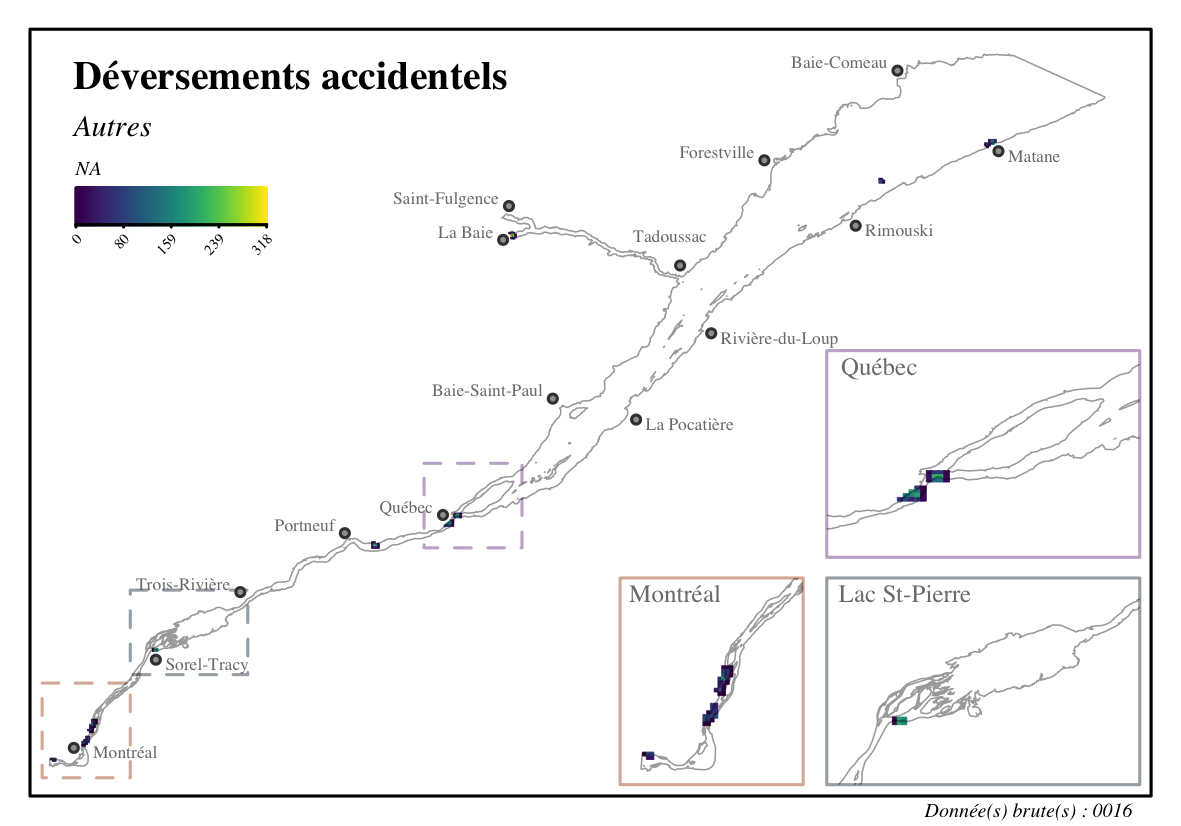 Déversements accidentels
Autres
NA
0 80 159 239 318
Baie-Comeau
Forestville
Matane
Saint-Fulgence
La Baie
Tadoussac
Rimouski
Rivière-du-Loup
Baie-Saint-Paul
La Pocatière
Québec
Portneuf
Trois-Rivière
Sorel-Tracy
Montréal
Québec
Montréal
Lac St-Pierre
Donnée(s) brute(s) : 0016